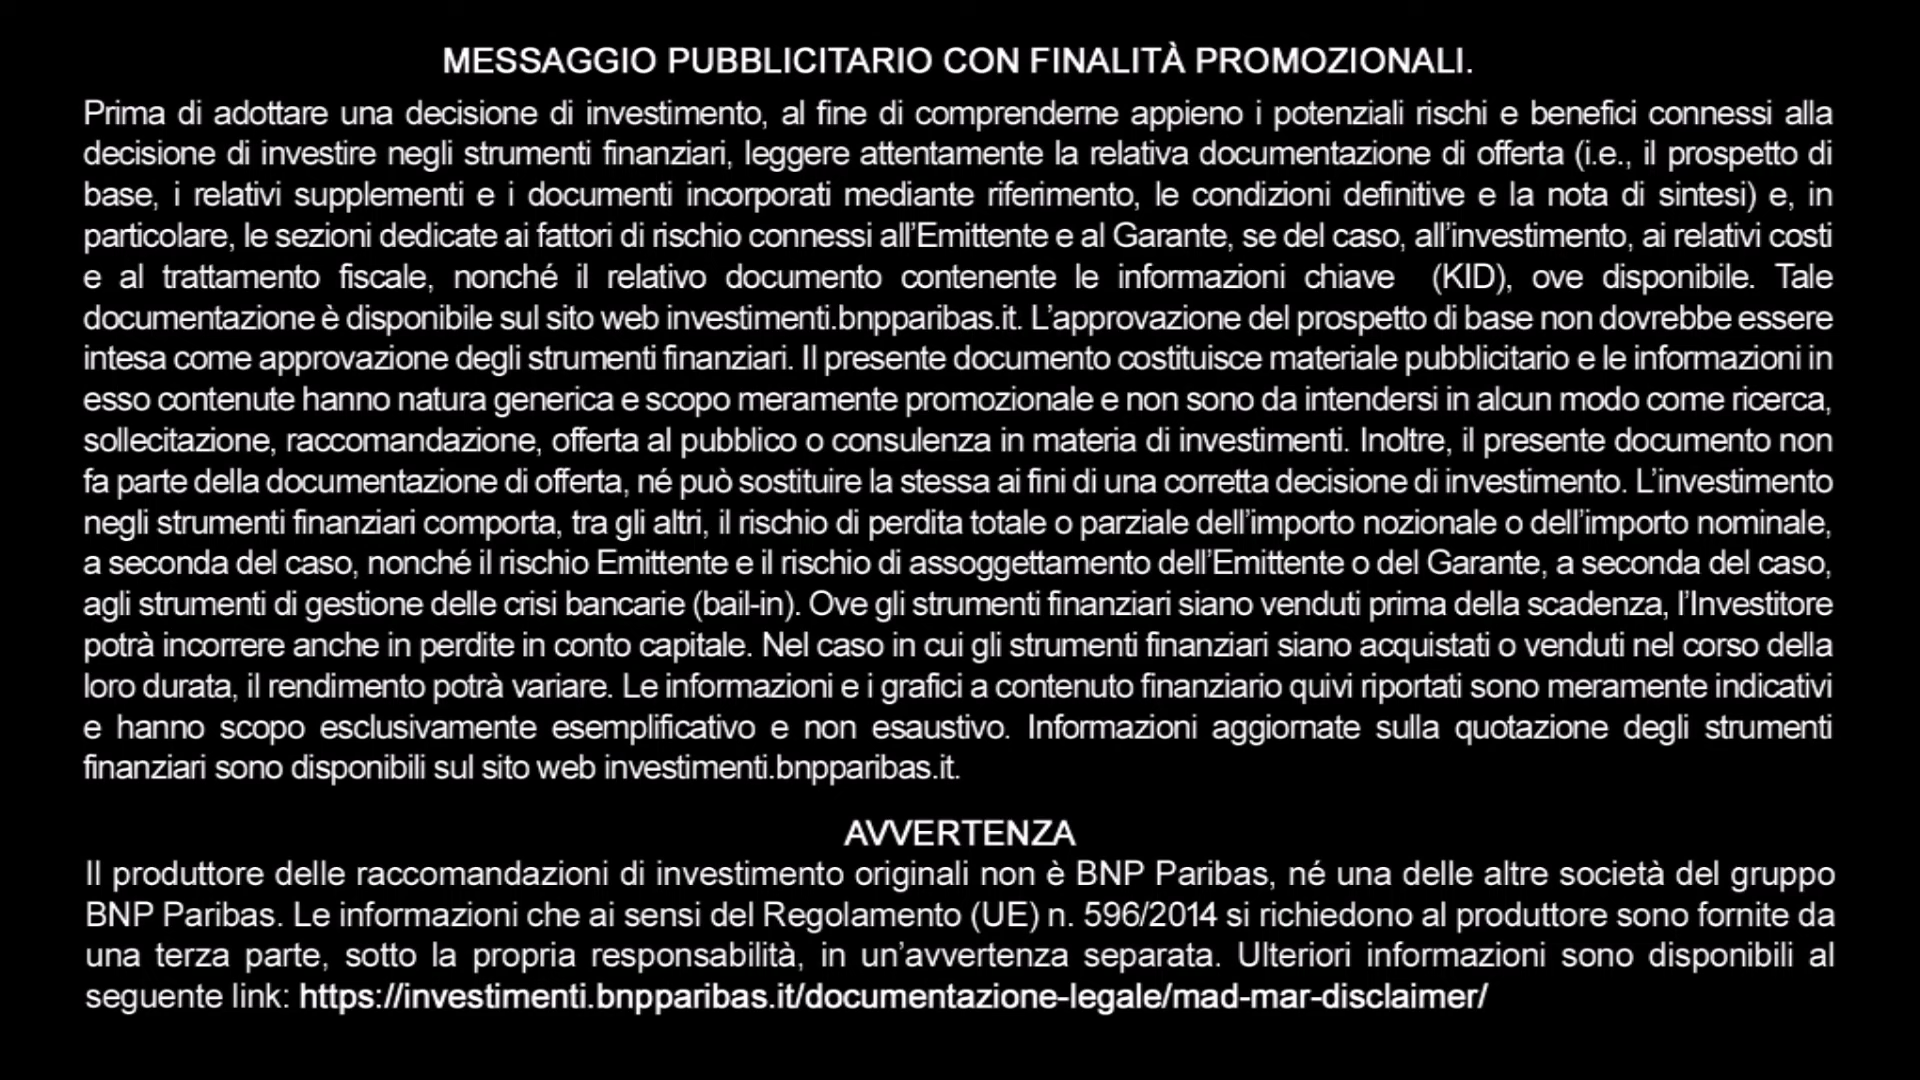 MESSAGGIO PUBBLICITARIO CON FINALITÀ PROMOZIONALI.
Prima di adottare una decisione di investimento, al fine di comprenderne appieno i potenziali rischi e benefici connessi alla
decisione di investire negli strumenti finanziari, leggere attentamente la relativa documentazione di offerta (i.e., il prospetto di
base, i relativi supplementi e i documenti incorporati mediante riferimento, le condizioni definitive e la nota di sintesi) e, in
particolare, le sezioni dedicate ai fattori di rischio connessi all’Emittente e al Garante, se del caso, all’investimento, ai relativi costi
e al trattamento fiscale, nonché il relativo documento contenente le informazioni chiave (KID), ove disponibile. Tale
documentazione è disponibile sul sito web investimenti.bnpparibas.it. L’approvazione del prospetto di base non dovrebbe essere
intesa come approvazione degli strumenti finanziari. Il presente documento costituisce materiale pubblicitario e le informazioni in
esso contenute hanno natura generica e scopo meramente promozionale e non sono da intendersi in alcun modo come ricerca,
sollecitazione, raccomandazione, offerta al pubblico o consulenza in materia di investimenti. Inoltre, il presente documento non
fa parte della documentazione di offerta, né può sostituire la stessa ai fini di una corretta decisione di investimento. L’investimento
negli strumenti finanziari comporta, tra gli altri, il rischio di perdita totale o parziale dell’importo nozionale o dell’importo nominale,
a seconda del caso, nonché il rischio Emittente e il rischio di assoggettamento dell’Emittente o del Garante, a seconda del caso,
agli strumenti di gestione delle crisi bancarie (bail-in). Ove gli strumenti finanziari siano venduti prima della scadenza, l’Investitore
potrà incorrere anche in perdite in conto capitale. Nel caso in cui gli strumenti finanziari siano acquistati o venduti nel corso della
loro durata, il rendimento potrà variare. Le informazioni e i grafici a contenuto finanziario quivi riportati sono meramente indicativi
e hanno scopo esclusivamente esemplificativo e non esaustivo. Informazioni aggiornate sulla quotazione degli strumenti
finanziari sono disponibili sul sito web investimenti.bnpparibas.it.
AVVERTENZA
Il produttore delle raccomandazioni di investimento originali non è BNP Paribas, né una delle altre società del gruppo
BNP Paribas. Le informazioni che ai sensi del Regolamento (UE) n. 596/2014 si richiedono al produttore sono fornite da
una terza parte, sotto la propria responsabilità, in un’avvertenza separata. Ulteriori informazioni sono disponibili al
seguente link: https://investimenti.bnpparibas.it/documentazione-legale/mad-mar-disclaimer/